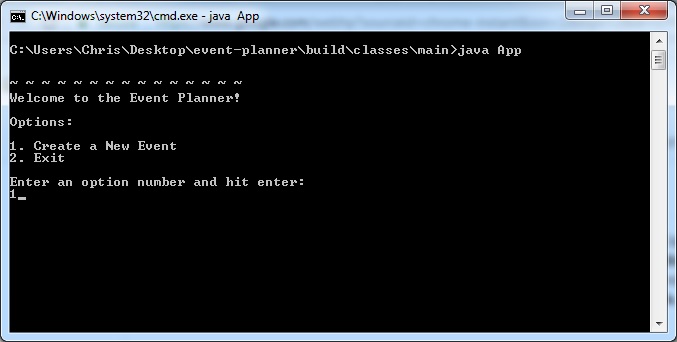 C:\Windows\system32\cmd.exe - java  App
C:\Users\Chris\Desktop\event-planner\build\classes\main>java App
~ ~ ~ ~ ~ ~ ~ ~ ~ ~ ~ ~ ~ ~ ~
Welcome to the Event Planner!
Options:
1. Create a New Event
2. Exit
Enter an option number and hit enter:
1_